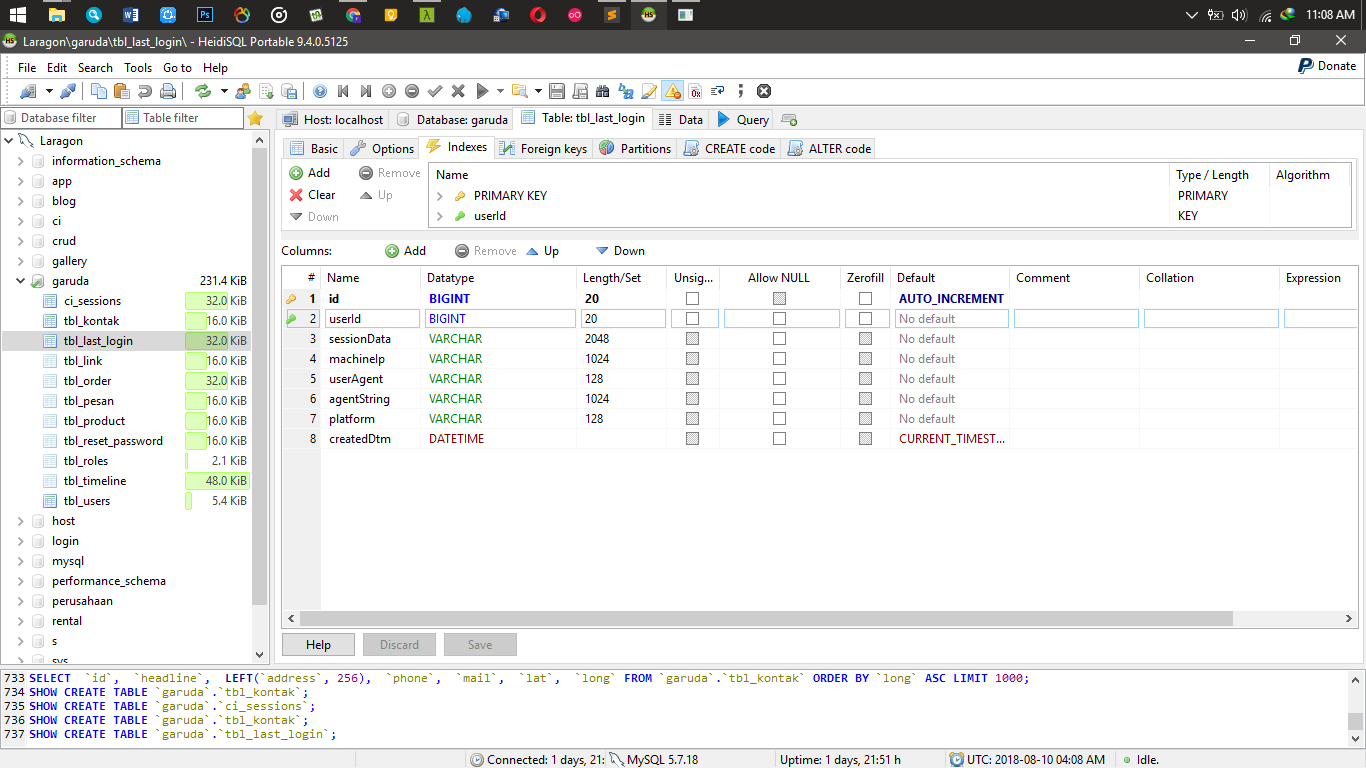 11:08 AM
Laragon\garuda\tbl_last_login\ - HeidiSQL Portable 9.4.0.5125
File Edit Search Tools Go to Help
Donate
Database filter Table filter
Host: localhost Database: garuda Table: tbl_last_login Data Query
Basic Options Indexes Foreign keys Partitions CREATE code ALTER code
Add Remove
Clear Up
Down
Name Type / Length Algorithm
PRIMARY KEY PRIMARY
userId KEY
Columns: Add Remove Up Down
# Name Datatype Length/Set Unsig... Allow NULL Zerofill Default Comment Collation Expression
1 id BIGINT 20 AUTO_INCREMENT
2 userId BIGINT 20 No default
3 sessionData VARCHAR 2048 No default
4 machineIp VARCHAR 1024 No default
5 userAgent VARCHAR 128 No default
6 agentString VARCHAR 1024 No default
7 platform VARCHAR 128 No default
8 createdDtm DATETIME CURRENT_TIMEST...
Laragon
information_schema
app
blog
ci
crud
gallery
garuda 231.4 KiB
ci_sessions 32.0 KiB
tbl_kontak 16.0 KiB
tbl_last_login 32.0 KiB
tbl_link 16.0 KiB
tbl_order 32.0 KiB
tbl_pesan 16.0 KiB
tbl_product 16.0 KiB
tbl_reset_password 16.0 KiB
tbl_roles 2.1 KiB
tbl_timeline 48.0 KiB
tbl_users 5.4 KiB
host
login
mysql
performance_schema
perusahaan
rental
s
sys
Help Discard Save
733 SELECT `id`, `headline`, LEFT(`address`, 256), `phone`, `mail`, `lat`, `long` FROM `garuda`.`tbl_kontak` ORDER BY `long` ASC LIMIT 1000;
734 SHOW CREATE TABLE `garuda`.`tbl_kontak`;
735 SHOW CREATE TABLE `garuda`.`ci_sessions`;
736 SHOW CREATE TABLE `garuda`.`tbl_kontak`;
737 SHOW CREATE TABLE `garuda`.`tbl_last_login`;
Connected: 1 days, 21: MySQL 5.7.18 Uptime: 1 days, 21:51 h UTC: 2018-08-10 04:08 AM Idle.